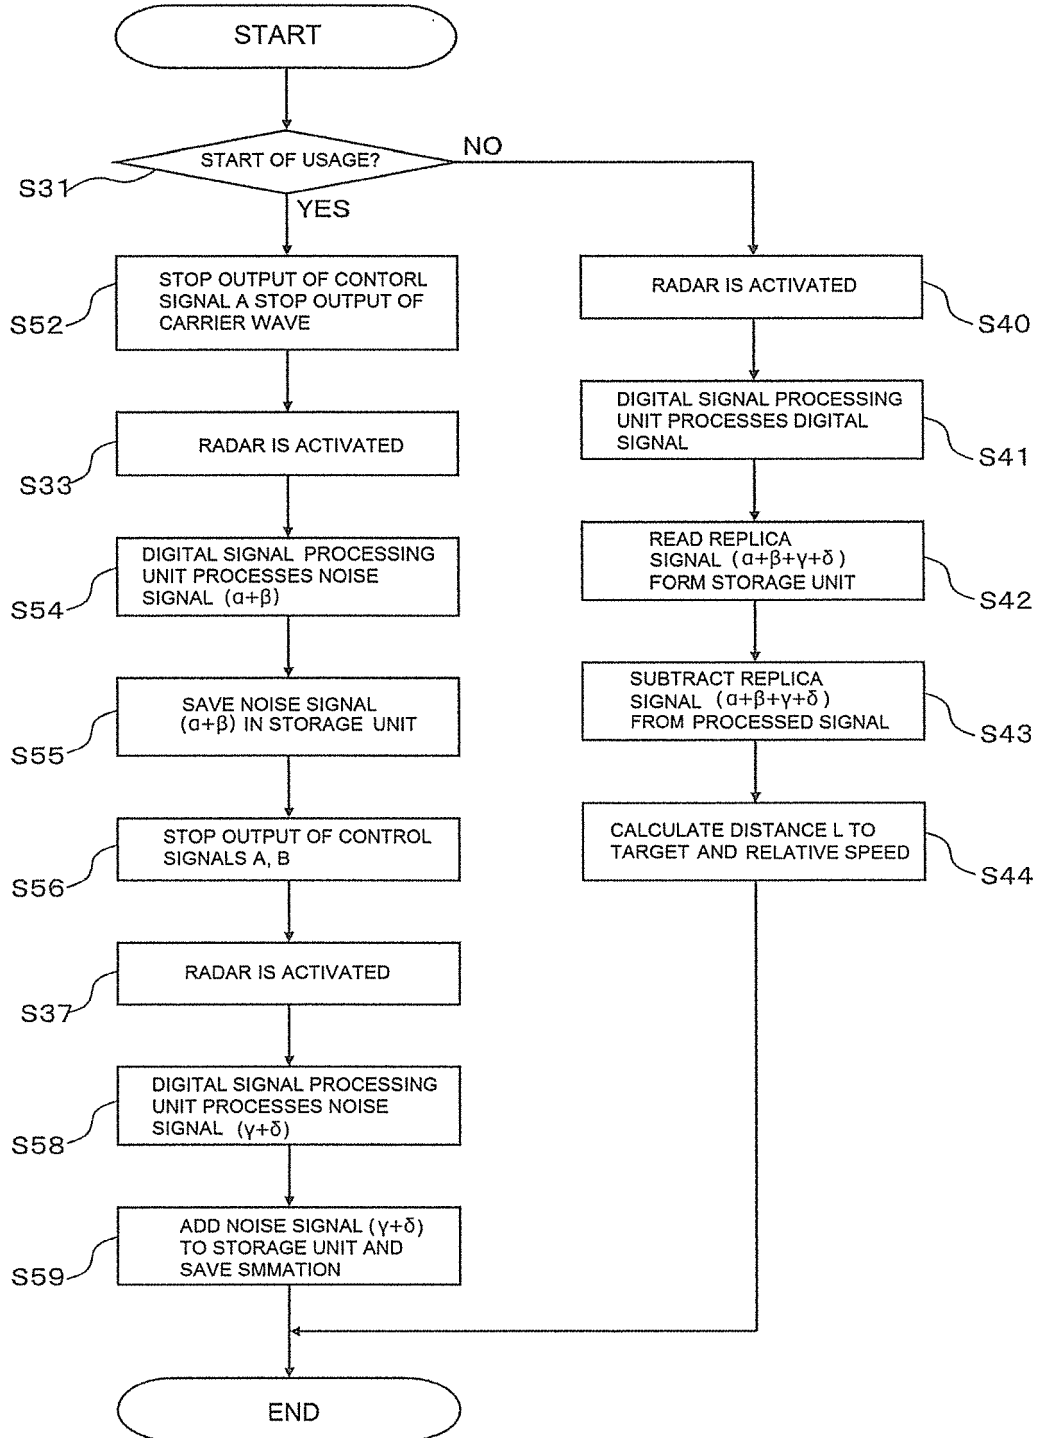 START
START OF USAGE?
NO
S31
YES
STOP OUTPUT OF CONTORL
SIGNAL A STOP OUTPUT OF
CARRIER WAVE
S52
RADAR IS ACTIVATED
S33
DIGITAL SIGNAL PROCESSING
UNIT PROCESSES NOISE
SIGNAL (α+β)
S54
SAVE NOISE SIGNAL
(α+β) IN STORAGE UNIT
S55
STOP OUTPUT OF CONTROL
SIGNALS A, B
S56
RADAR IS ACTIVATED
S37
DIGITAL SIGNAL PROCESSING
UNIT PROCESSES NOISE
SIGNAL (γ+δ)
S58
ADD NOISE SIGNAL (γ+δ)
TO STORAGE UNIT AND
SAVE SMMATION
S59
RADAR IS ACTIVATED
S40
DIGITAL SIGNAL PROCESSING
UNIT PROCESSES DIGITAL
SIGNAL
S41
READ REPLICA
SIGNAL (α+β+γ+δ)
FORM STORAGE UNIT
S42
SUBTRACT REPLICA
SIGNAL (α+β+γ+δ)
FROM PROCESSED SIGNAL
S43
CALCULATE DISTANCE L TO
TARGET AND RELATIVE SPEED
S44
END